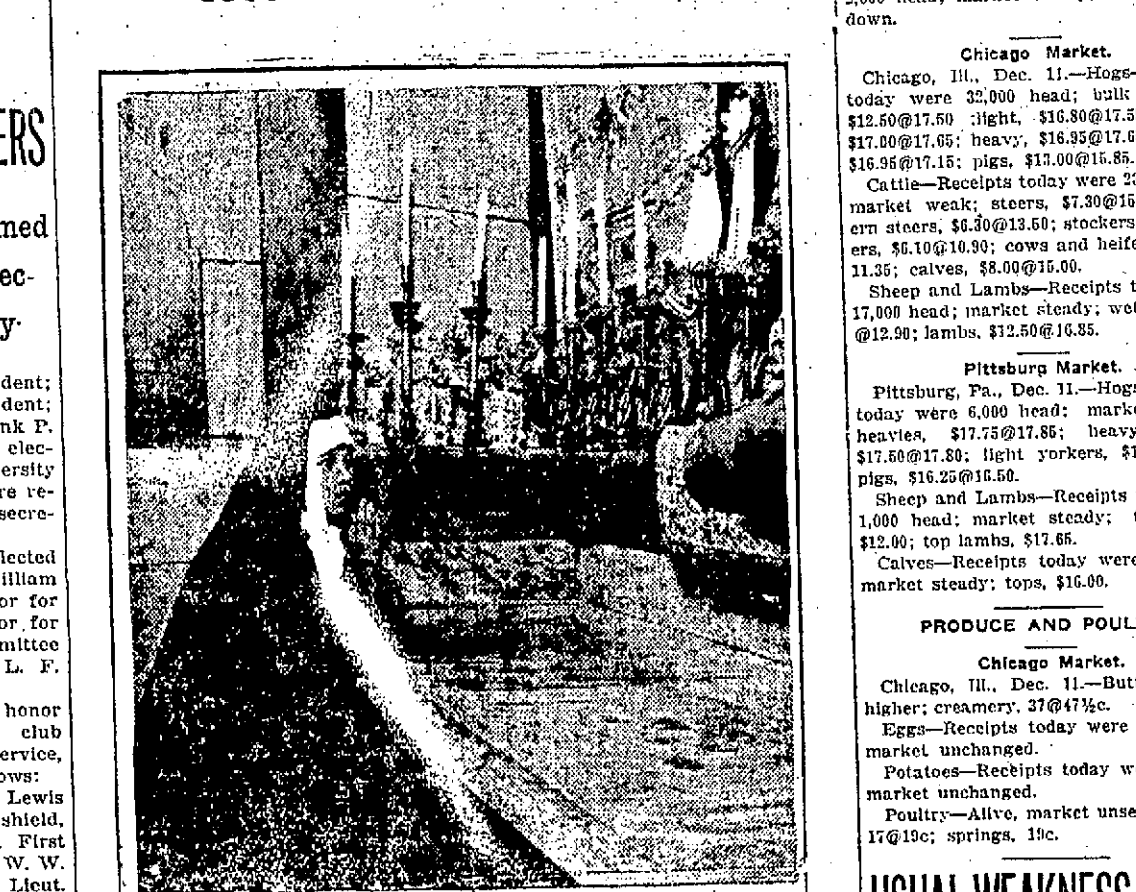 ERS
med
ec-
y
dent;
dent;
nk P.
elec-
ersity
re re-
secre-
lected
illiam
or for
or for
mittee
L. F.
honor
club
ervice,
ows:
Lewis
shield,
First
W. W.
Lieut.
down.
Chicago Market.
Chicago, Ill., Dec. 11.—Hogs—
today were 32,000 head; bulk
$12.50@17.50 light, $16.80@17.5
$17.00@17.65; heavy, $16.95@17.6
$16.95@17.15; pigs, $13.00@15.85.
Cattle—Receipts today were 23
market weak; steers, $7.30@15
ern steers, $6.30@13.60; stockers
ers, $6.10@10.90; cows and heife
11.35; calves, $8.00@15.00.
Sheep and Lambs—Receipts t
17,000 head; market steady; wet
@12.90; lambs, $12.50@16.85.
Pittsburg Market.
Pittsburg, Pa., Dec. 11.—Hogs
today were 6,000 head; marke
heavies, $17.75@17.85; heavy
$17.50@17.80; light yorkers, $1
pigs, $16.25@16.50.
Sheep and Lambs—Receipts
1,000 head; market steady;
$12.00; top lambs, $17.65.
Calves—Receipts today were
market steady; tops, $16.00.
PRODUCE AND POUL
Chicago Market.
Chicago, Ill., Dec. 11.—Butt
higher; creamery, 37@47½c.
Eggs—Receipts today were
market unchanged.
Potatoes—Receipts today w
market unchanged.
Poultry—Alive, market unse
17@19c; springs, 19c.
USUAL WEAKNESS